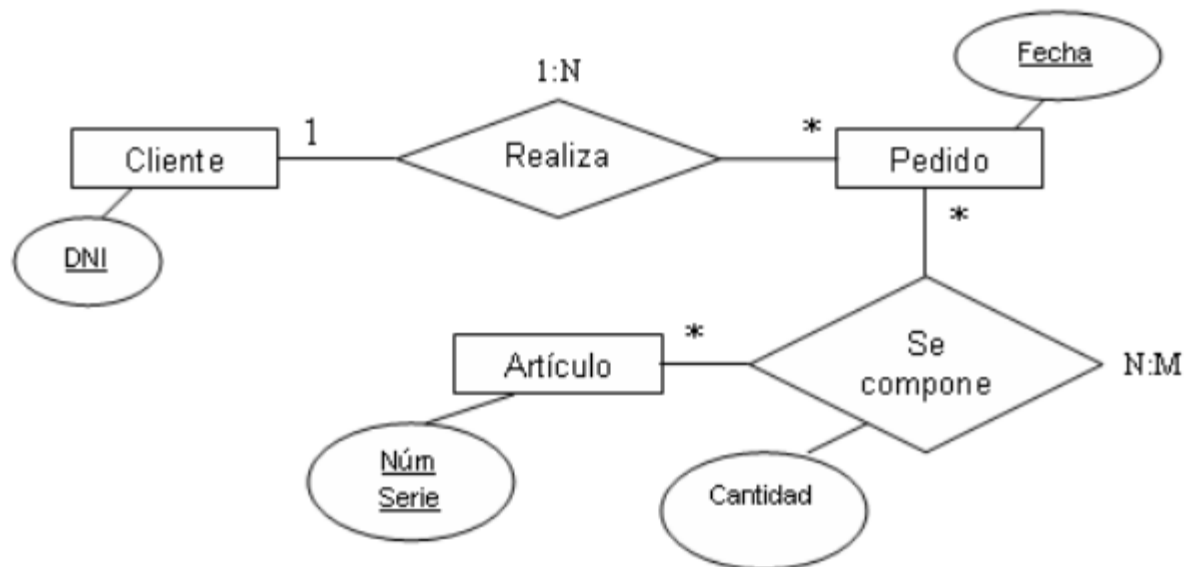 Fecha
1:N
Cliente
1
Realiza
*
Pedido
*
DNI
Artículo
*
Se
compone
N:M
Núm
Serie
Cantidad